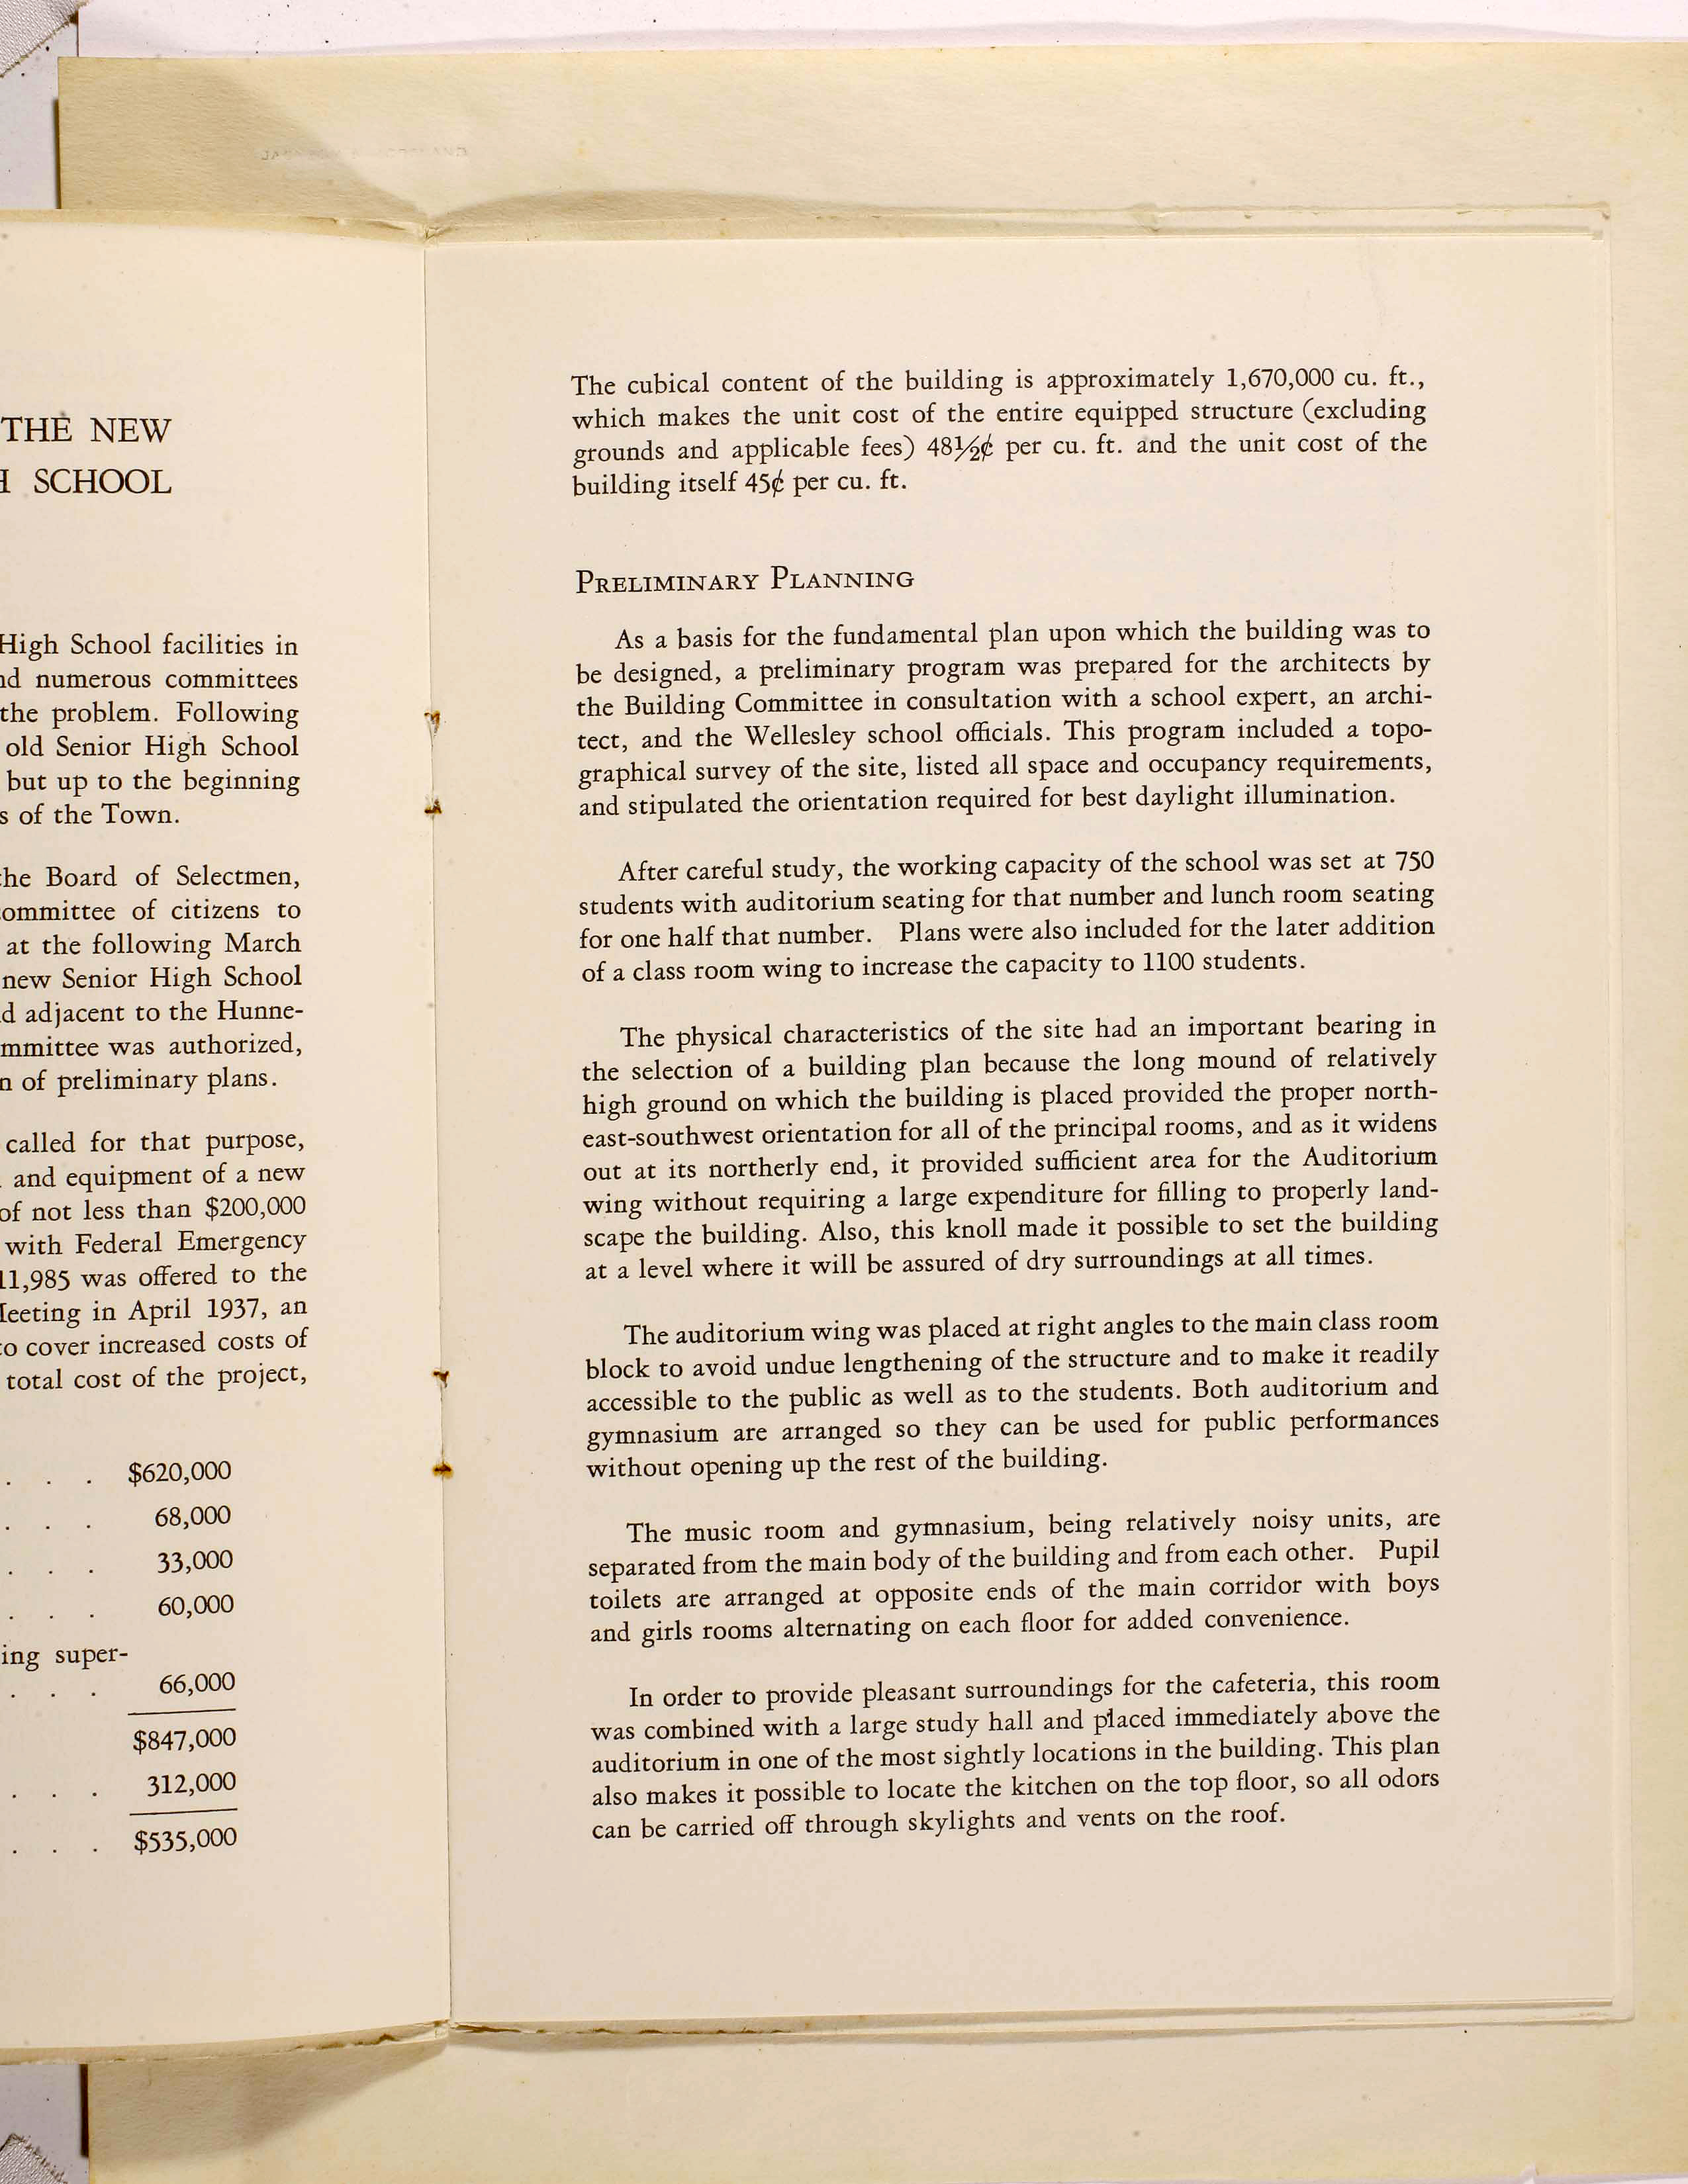 THE NEW
SCHOOL
High School facilities in
numerous committees
the problem. Following
old Senior High School
but up to the beginning
of the Town.
the Board of Selectmen,
committee of citizens to
at the following March
new Senior High School
adjacent to the Hunne-
was authorized,
of preliminary plans.
called for that purpose,
and equipment of a new
of not less than $200,000
with Federal Emergency
11,985 was offered to the
Meeting in April 1937, an
to cover increased costs of
total cost of the project,
. . . $620,000
. . . 68,000
. . . 33,000
. . . 60,000
ing super-
. . . 66,000
$847,000
. . . 312,000
. . . $535,000
The cubical content of the building is approximately 1,670,000 cu. ft.,
which makes the unit cost of the entire equipped structure (excluding
grounds and applicable fees) 48½¢ per cu. ft. and the unit cost of the
building itself 45¢ per cu. ft.
PRELIMINARY PLANNING
As a basis for the fundamental plan upon which the building was to
be designed, a preliminary program was prepared for the architects by
the Building Committee in consultation with a school expert, an archi-
tect, and the Wellesley school officials. This program included a topo-
graphical survey of the site, listed all space and occupancy requirements,
and stipulated the orientation required for best daylight illumination.
After careful study, the working capacity of the school was set at 750
students with auditorium seating for that number and lunch room seating
for one half that number. Plans were also included for the later addition
of a class room wing to increase the capacity to 1100 students.
The physical characteristics of the site had an important bearing in
the selection of a building plan because the long mound of relatively
high ground on which the building is placed provided the proper north-
east-southwest orientation for all of the principal rooms, and as it widens
out at its northerly end, it provided sufficient area for the Auditorium
wing without requiring a large expenditure for filling to properly land-
scape the building. Also, this knoll made it possible to set the building
at a level where it will be assured of dry surroundings at all times.
The auditorium wing was placed at right angles to the main class room
block to avoid undue lengthening of the structure and to make it readily
accessible to the public as well as to the students. Both auditorium and
gymnasium are arranged so they can be used for public performances
without opening up the rest of the building.
The music room and gymnasium, being relatively noisy units, are
separated from the main body of the building and from each other. Pupil
toilets are arranged at opposite ends of the main corridor with boys
and girls rooms alternating on each floor for added convenience.
In order to provide pleasant surroundings for the cafeteria, this room
was combined with a large study hall and placed immediately above the
auditorium in one of the most sightly locations in the building. This plan
also makes it possible to locate the kitchen on the top floor, so all odors
can be carried off through skylights and vents on the roof.